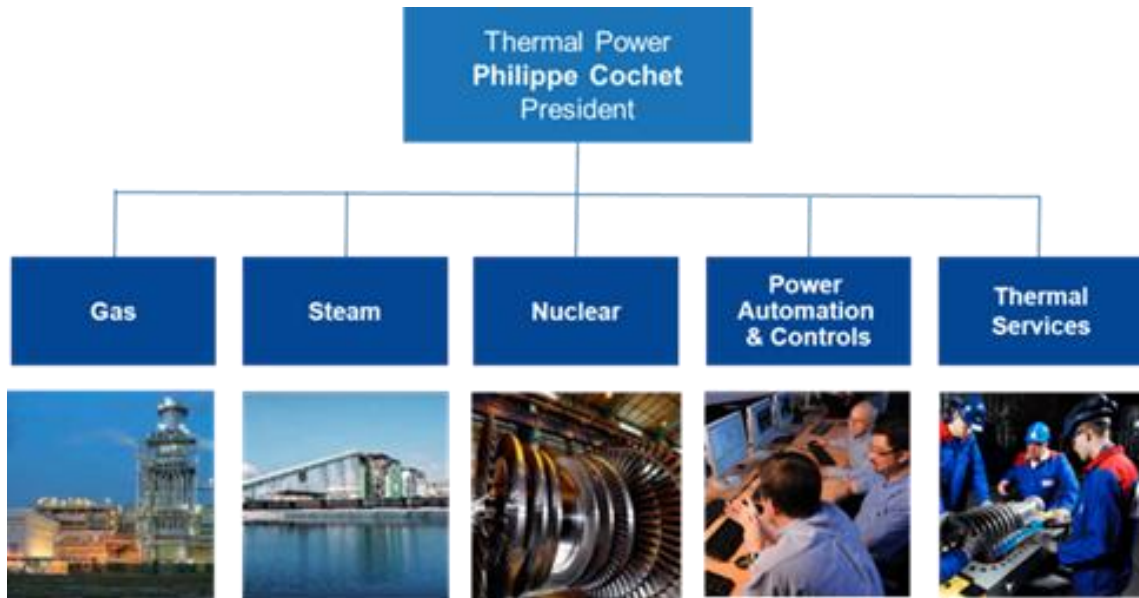 Thermal Power
Philippe Cochet
President
Gas
Steam
Nuclear
Power
Automation
& Controls
Thermal
Services